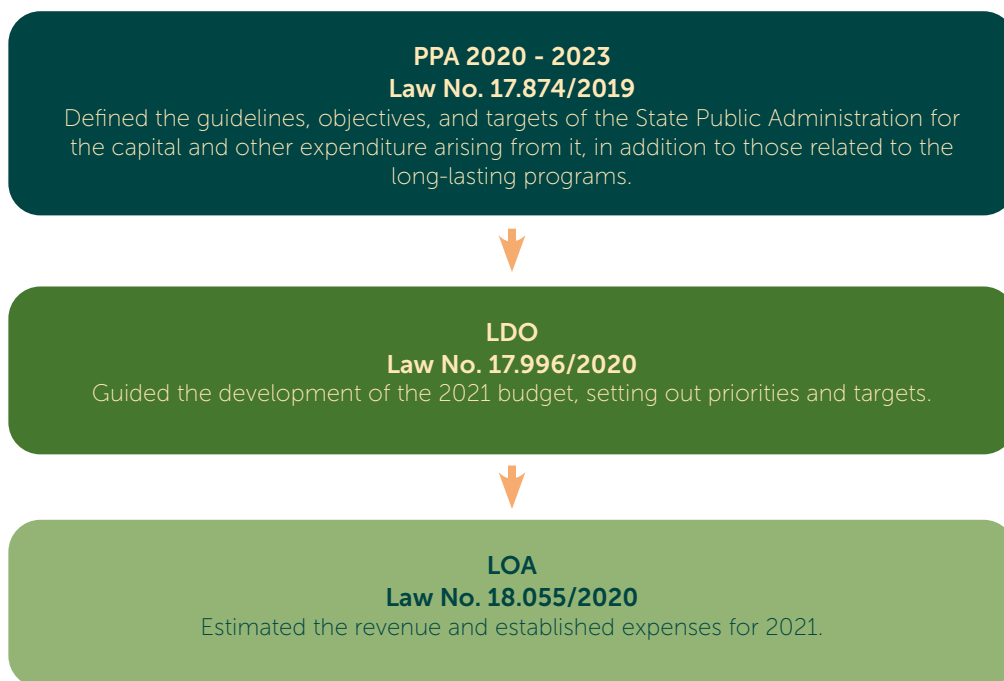 PPA 2020 - 2023
Law No. 17.874/2019
Defined the guidelines, objectives, and targets of the State Public Administration for
the capital and other expenditure arising from it, in addition to those related to the
long-lasting programs.
LDO
Law No. 17.996/2020
Guided the development of the 2021 budget, setting out priorities and targets.
LOA
Law No. 18.055/2020
Estimated the revenue and established expenses for 2021.